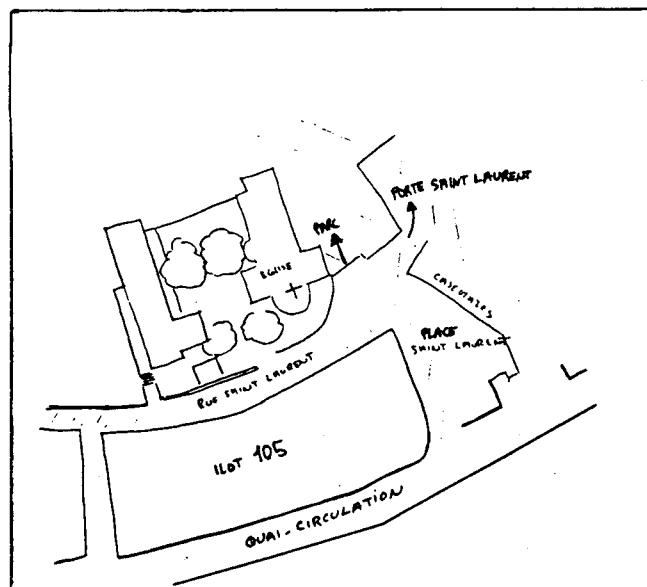 PORTE SAINT LAURENT
PARC
EGLISE
CASEMATES
PLACE
SAINT LAURENT
RUE SAINT LAURENT
ILOT 105
QUAI - CIRCULATION